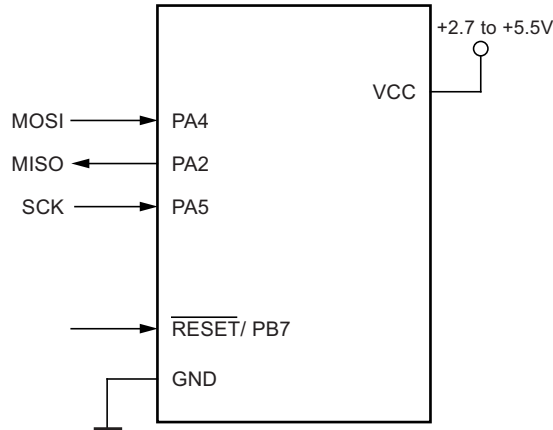 +2.7 to +5.5V
VCC
MOSI PA4
MISO PA2
SCK PA5
RESET/ PB7
GND